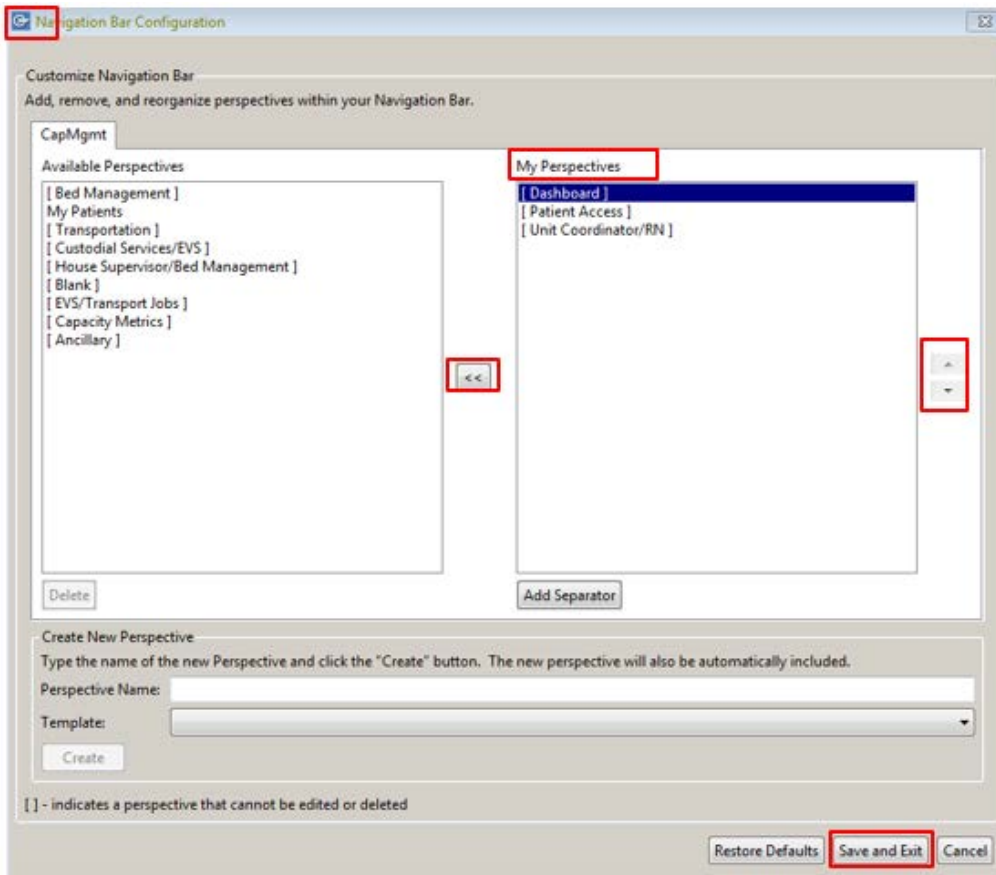 Navigation Bar Configuration
Customize Navigation Bar
Add, remove, and reorganize perspectives within your Navigation Bar.
CapMgmt
Available Perspectives
[ Bed Management ]
My Patients
[ Transportation ]
[ Custodial Services/EVS ]
[ House Supervisor/Bed Management ]
[ Blank ]
[ EVS/Transport Jobs ]
[ Capacity Metrics ]
[ Ancillary ]
Delete
<<
My Perspectives
[ Dashboard ]
[ Patient Access ]
[ Unit Coordinator/RN ]
Add Separator
Create New Perspective
Type the name of the new Perspective and click the "Create" button. The new perspective will also be automatically included.
Perspective Name:
Template:
Create
[ ] - indicates a perspective that cannot be edited or deleted
Restore Defaults Save and Exit Cancel